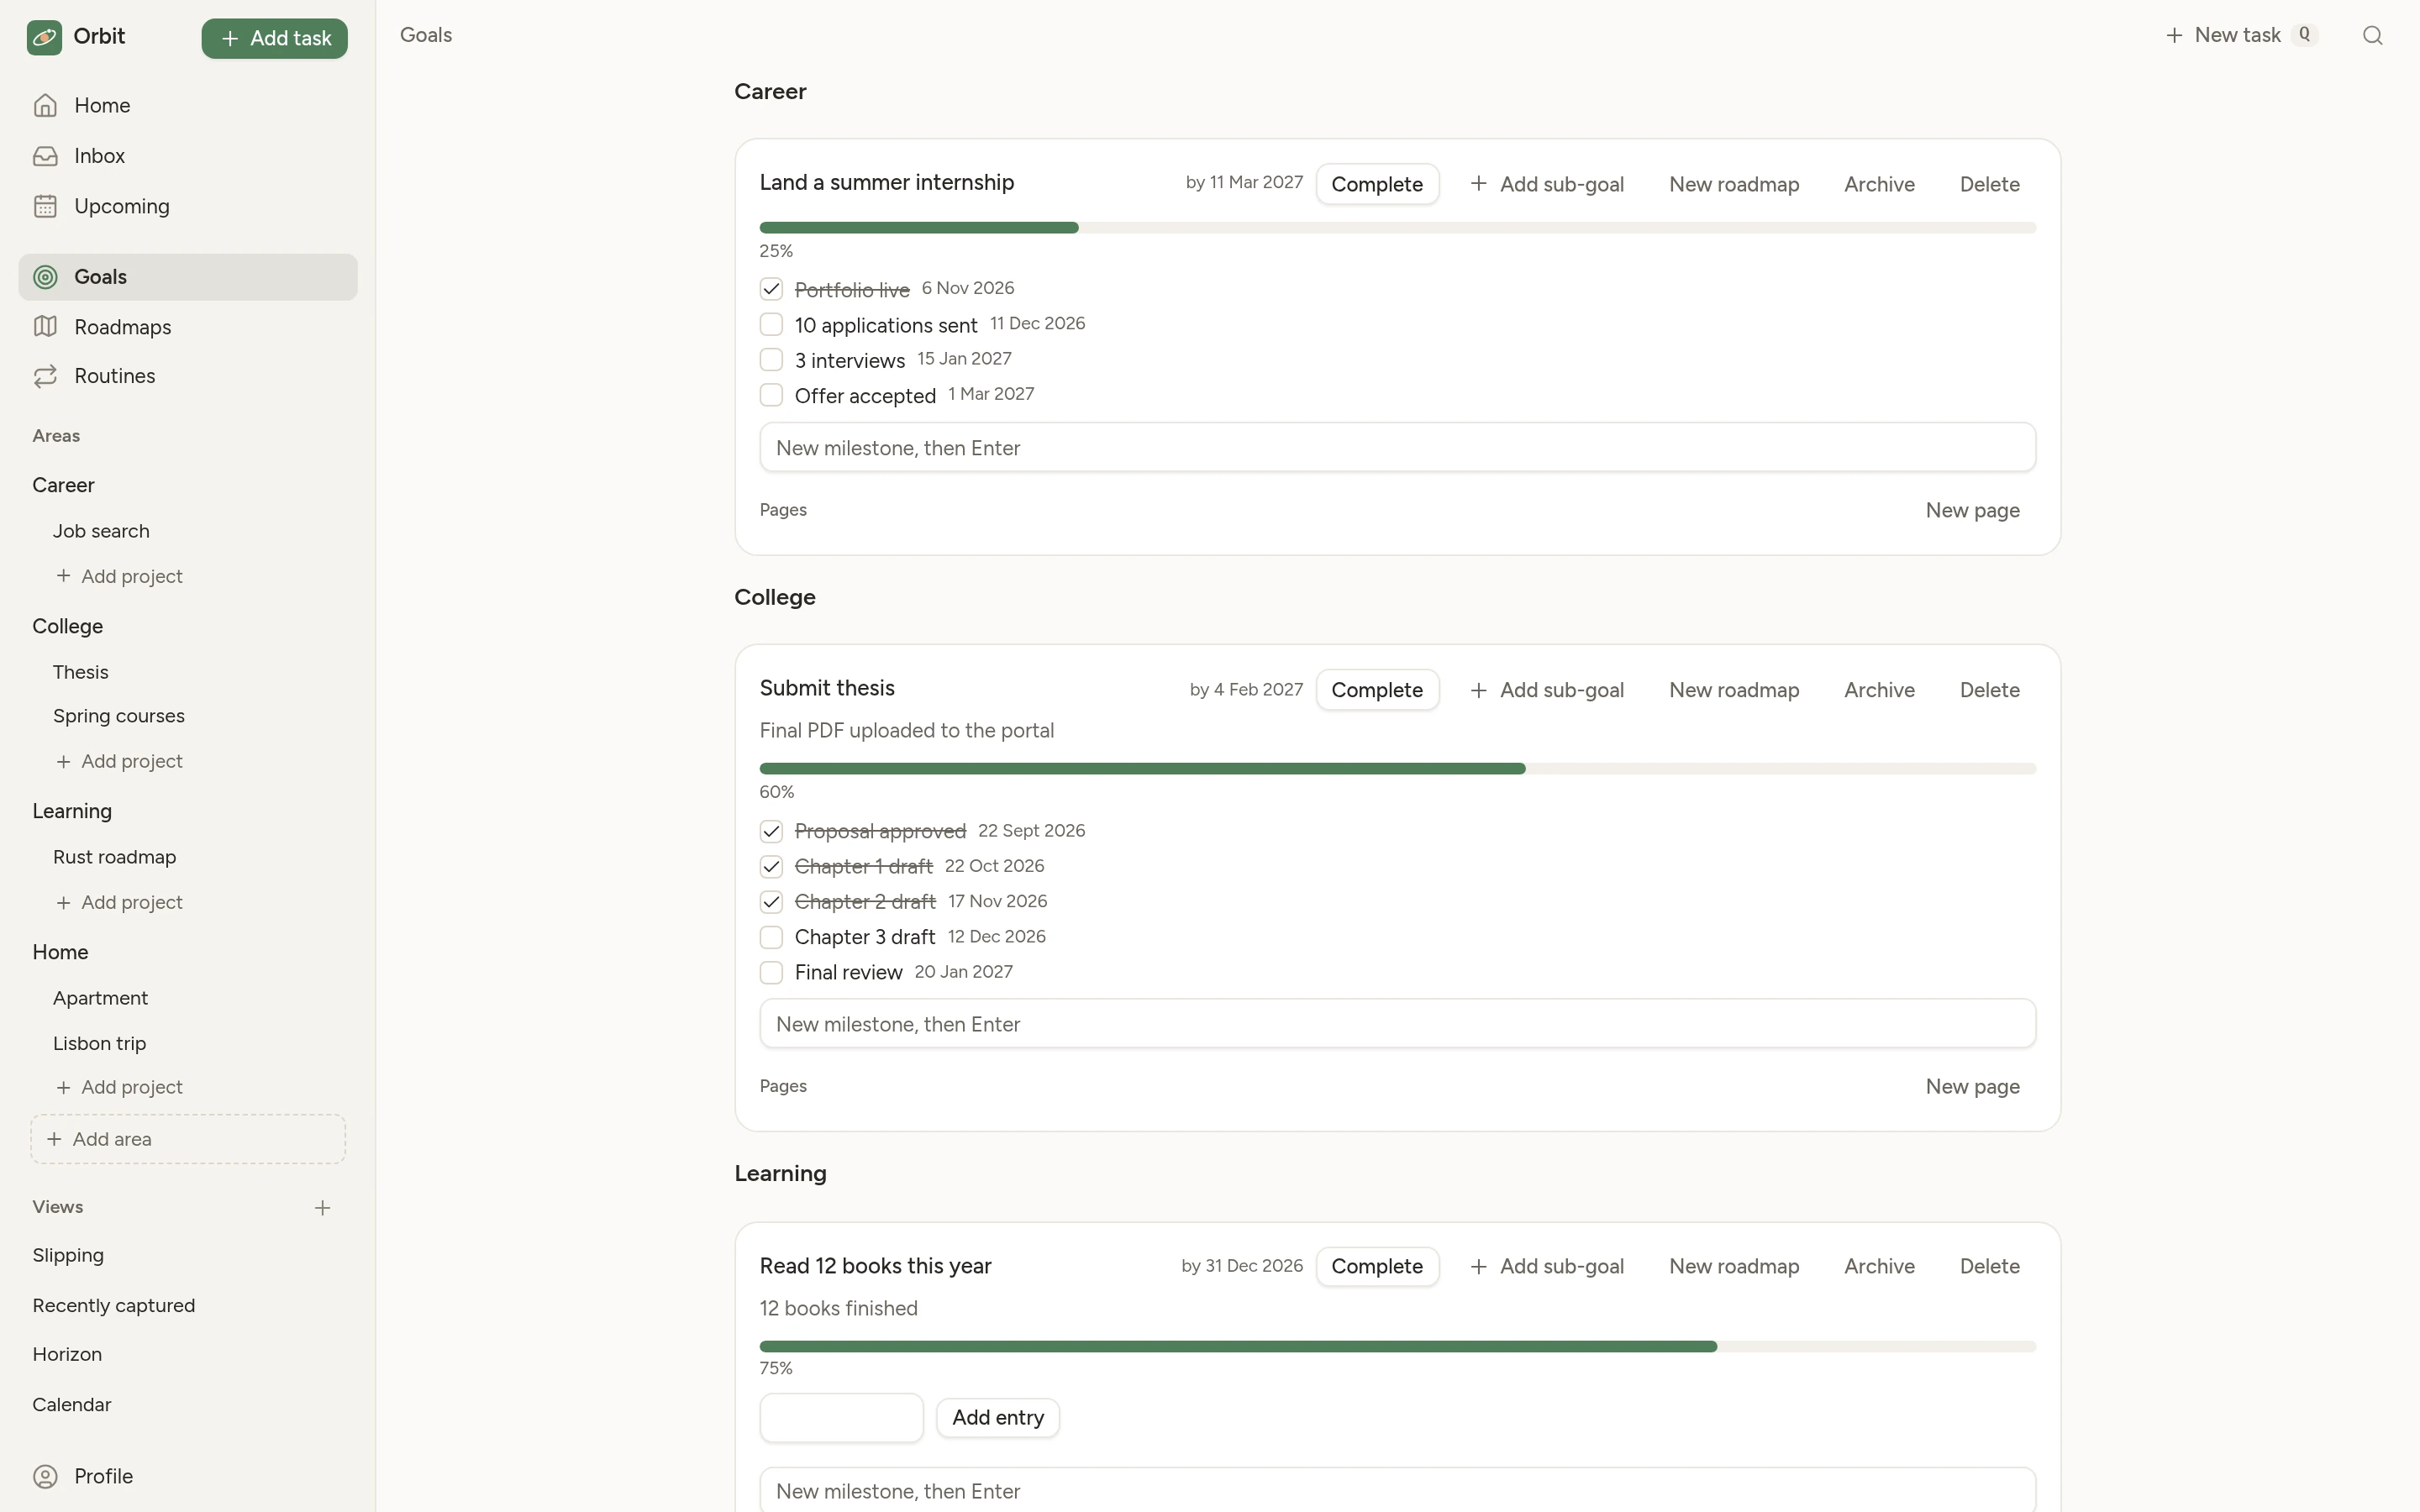 Orbit
Add task
Home
Inbox
Upcoming
Goals
Roadmaps
Routines
Areas
Career
Job search
Add project
College
Thesis
Spring courses
Add project
Learning
Rust roadmap
Add project
Home
Apartment
Lisbon trip
Add project
Add area
Views
Slipping
Recently captured
Horizon
Calendar
Profile
Goals
New task Q
Career
Land a summer internship by 11 Mar 2027 Complete Add sub-goal New roadmap Archive Delete
25%
Portfolio live 6 Nov 2026
10 applications sent 11 Dec 2026
3 interviews 15 Jan 2027
Offer accepted 1 Mar 2027
New milestone, then Enter
Pages New page
College
Submit thesis by 4 Feb 2027 Complete Add sub-goal New roadmap Archive Delete
Final PDF uploaded to the portal
60%
Proposal approved 22 Sept 2026
Chapter 1 draft 22 Oct 2026
Chapter 2 draft 17 Nov 2026
Chapter 3 draft 12 Dec 2026
Final review 20 Jan 2027
New milestone, then Enter
Pages New page
Learning
Read 12 books this year by 31 Dec 2026 Complete Add sub-goal New roadmap Archive Delete
12 books finished
75%
Add entry
New milestone, then Enter